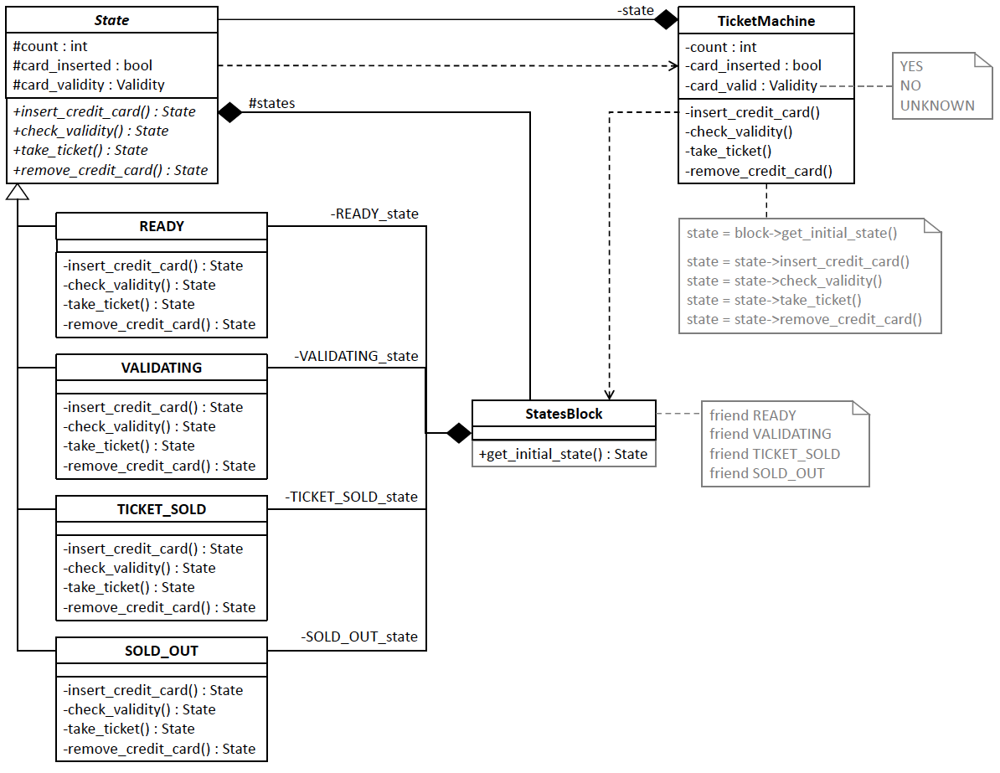 State
#count : int
#card_inserted : bool
#card_validity : Validity
+insert_credit_card() : State
+check_validity() : State
+take_ticket() : State
+remove_credit_card() : State
-state
#states
TicketMachine
-count : int
-card_inserted : bool
-card_valid : Validity
-insert_credit_card()
-check_validity()
-take_ticket()
-remove_credit_card()
YES
NO
UNKNOWN
state = block->get_initial_state()
state = state->insert_credit_card()
state = state->check_validity()
state = state->take_ticket()
state = state->remove_credit_card()
READY
-insert_credit_card() : State
-check_validity() : State
-take_ticket() : State
-remove_credit_card() : State
-READY_state
VALIDATING
-insert_credit_card() : State
-check_validity() : State
-take_ticket() : State
-remove_credit_card() : State
-VALIDATING_state
StatesBlock
+get_initial_state() : State
friend READY
friend VALIDATING
friend TICKET_SOLD
friend SOLD_OUT
TICKET_SOLD
-insert_credit_card() : State
-check_validity() : State
-take_ticket() : State
-remove_credit_card() : State
-TICKET_SOLD_state
SOLD_OUT
-insert_credit_card() : State
-check_validity() : State
-take_ticket() : State
-remove_credit_card() : State
-SOLD_OUT_state